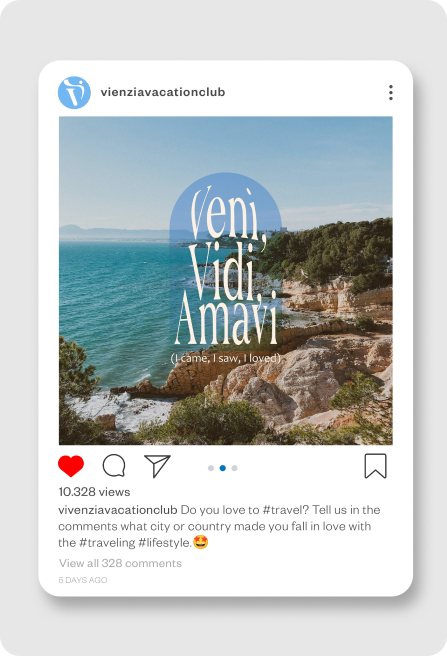 vienziavacationclub
Veni,
Vidi,
Amavi
(I came, I saw, I loved)
10.328 views
vivenziavacationclub Do you love to #travel? Tell us in the
comments what city or country made you fall in love with
the #traveling #lifestyle.🤩
View all 328 comments
5 DAYS AGO